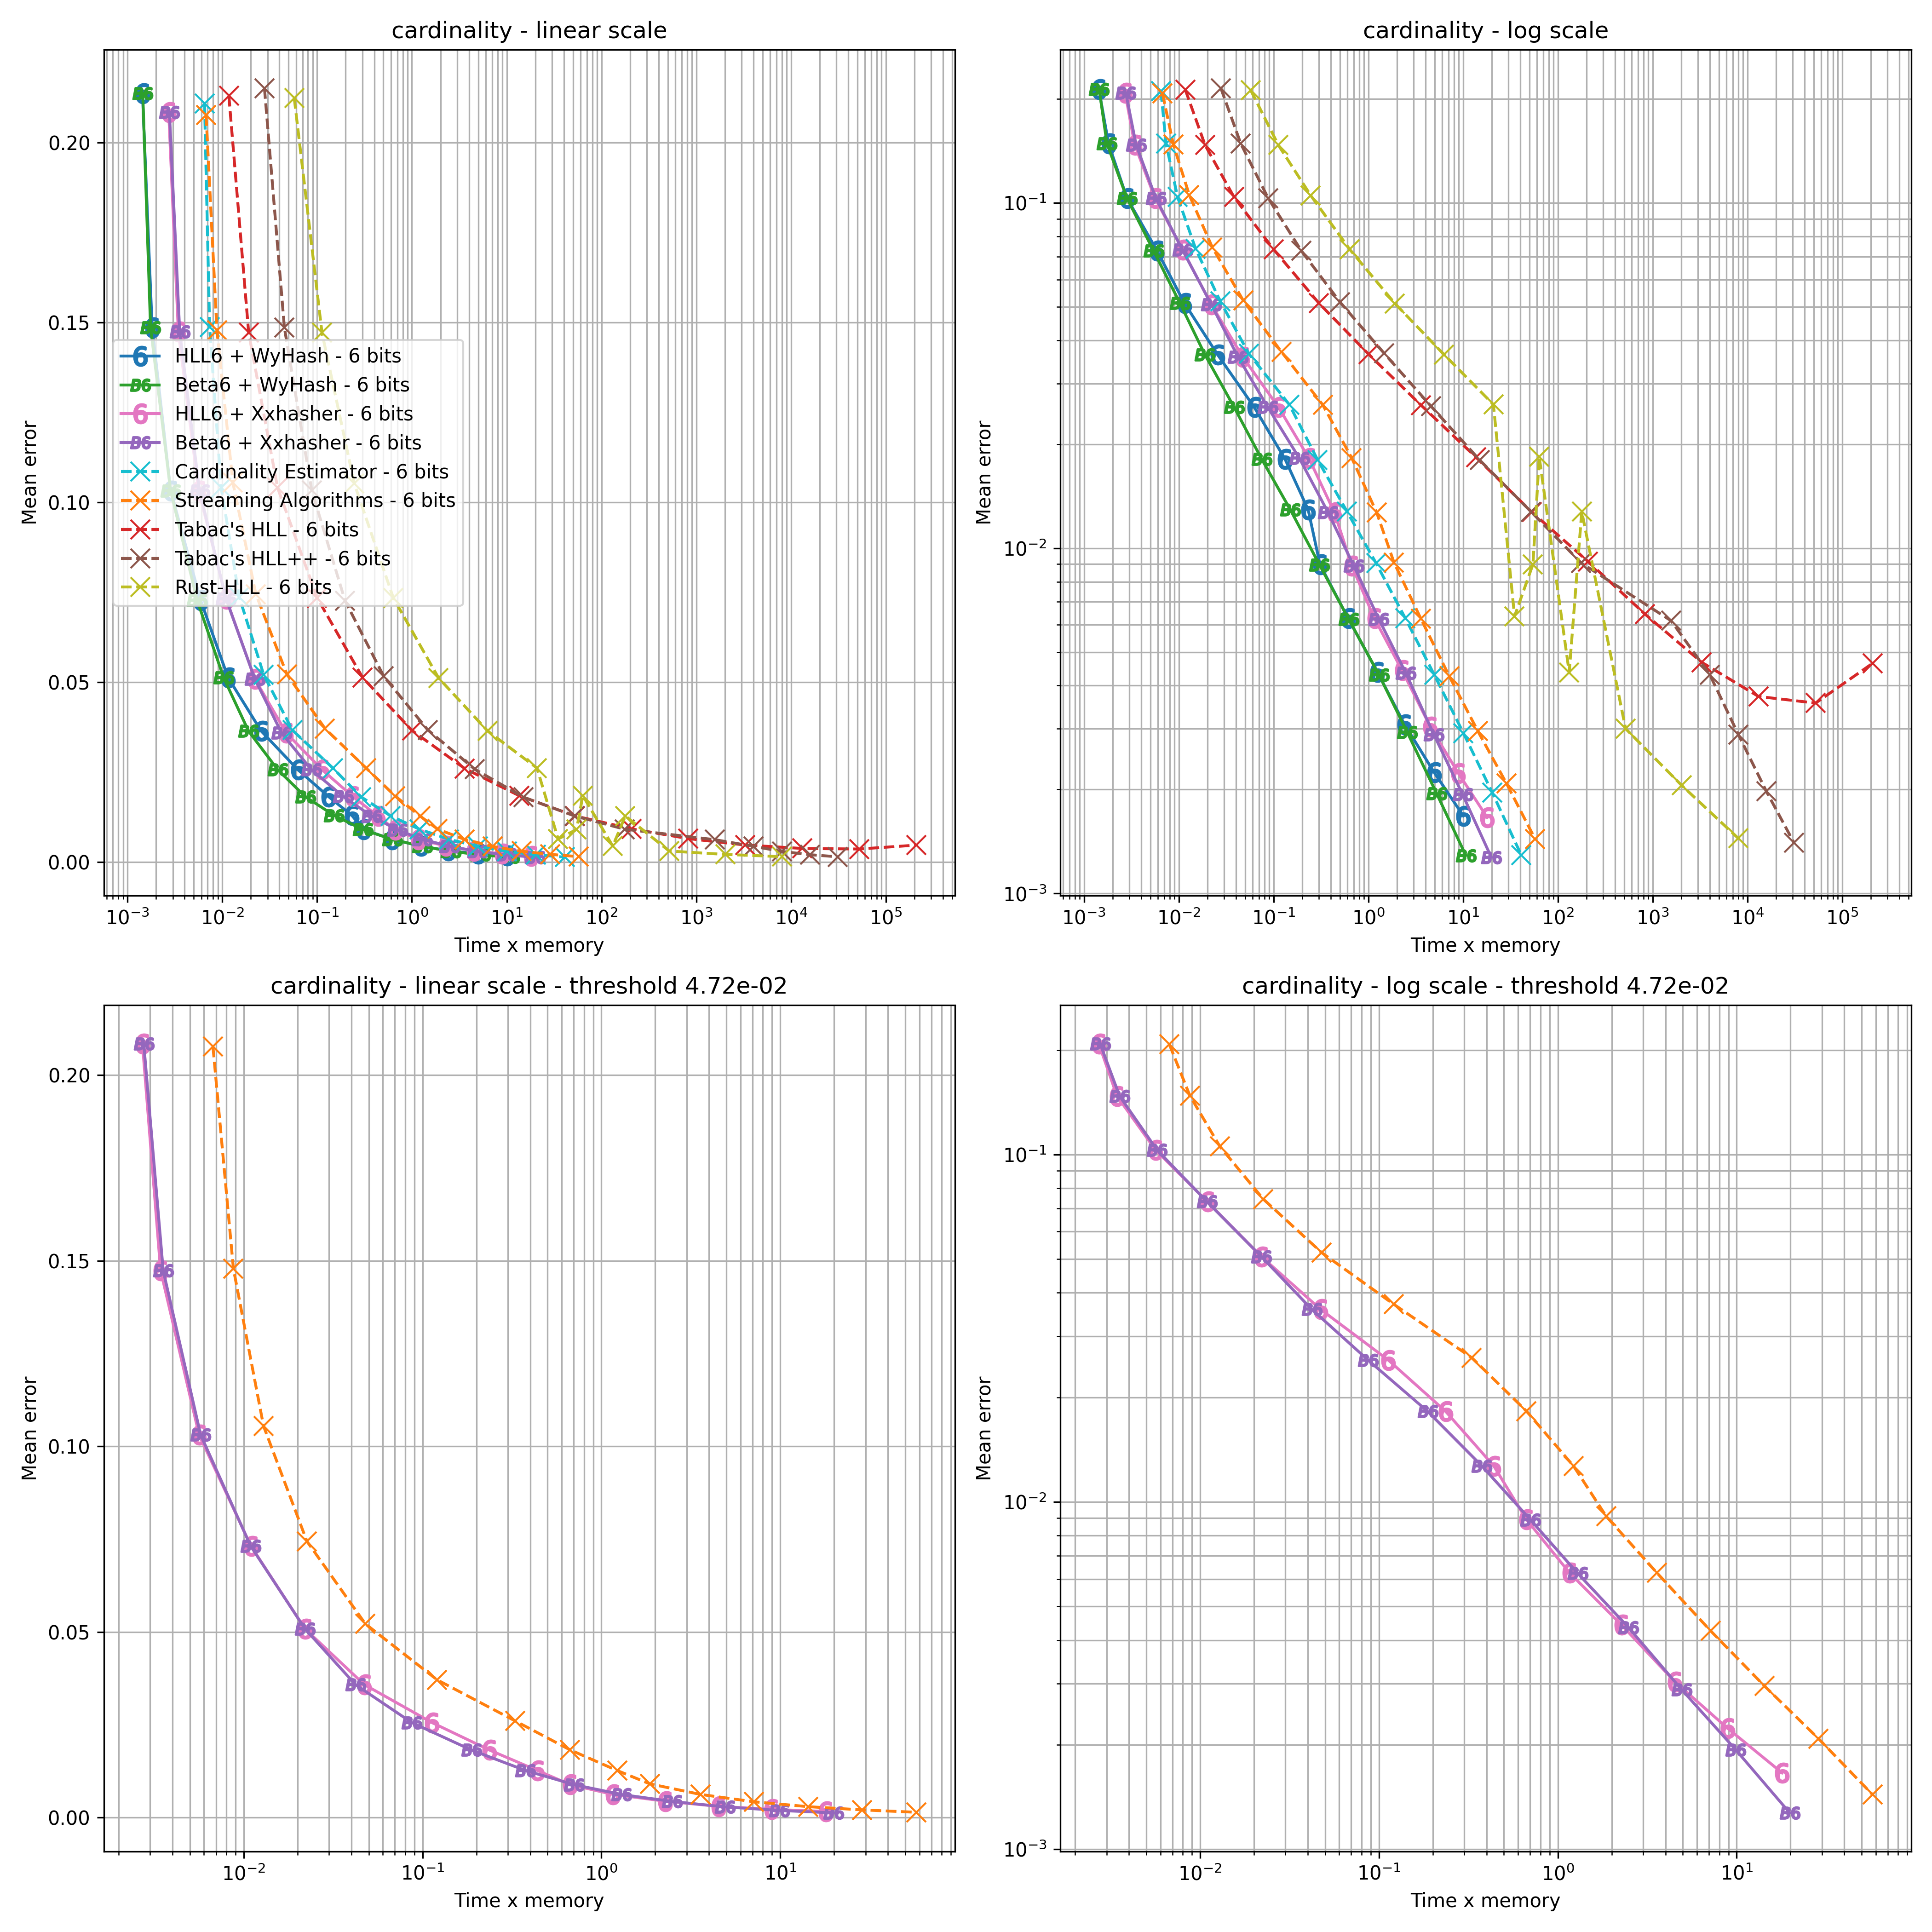 cardinality - linear scale
0.20
0.15
0.10
0.05
0.00
Mean error
HLL6 + WyHash - 6 bits
Beta6 + WyHash - 6 bits
HLL6 + Xxhasher - 6 bits
Beta6 + Xxhasher - 6 bits
Cardinality Estimator - 6 bits
Streaming Algorithms - 6 bits
Tabac's HLL - 6 bits
Tabac's HLL++ - 6 bits
Rust-HLL - 6 bits
10⁻³ 10⁻² 10⁻¹ 10⁰ 10¹ 10² 10³ 10⁴ 10⁵
Time x memory
cardinality - log scale
10⁻¹
10⁻²
10⁻³
Mean error
10⁻³ 10⁻² 10⁻¹ 10⁰ 10¹ 10² 10³ 10⁴ 10⁵
Time x memory
cardinality - linear scale - threshold 4.72e-02
0.20
0.15
0.10
0.05
0.00
Mean error
10⁻² 10⁻¹ 10⁰ 10¹
Time x memory
cardinality - log scale - threshold 4.72e-02
10⁻¹
10⁻²
10⁻³
Mean error
10⁻² 10⁻¹ 10⁰ 10¹
Time x memory